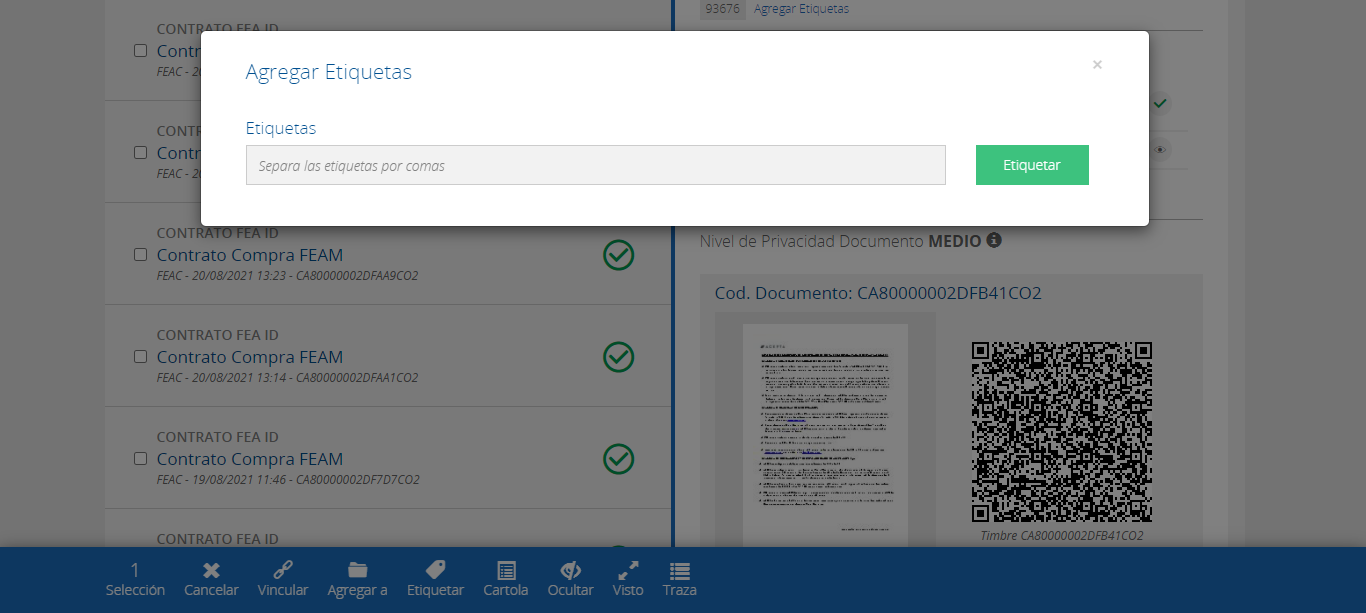 93676 Agregar Etiquetas
CONTRATO FEA ID
Contr
FEAC - 20
Agregar Etiquetas
×
Etiquetas
Separa las etiquetas por comas
Etiquetar
CONTR
Contr
FEAC - 20
CONTRATO FEA ID
Contrato Compra FEAM
FEAC - 20/08/2021 13:23 - CA80000002DFAA9CO2
CONTRATO FEA ID
Contrato Compra FEAM
FEAC - 20/08/2021 13:14 - CA80000002DFAA1CO2
CONTRATO FEA ID
Contrato Compra FEAM
FEAC - 19/08/2021 11:46 - CA80000002DF7D7CO2
CONTRATO FEA ID
Nivel de Privacidad Documento MEDIO
Cod. Documento: CA80000002DFB41CO2
Timbre CA80000002DFB41CO2
1
Selección Cancelar Vincular Agregar a Etiquetar Cartola Ocultar Visto Traza